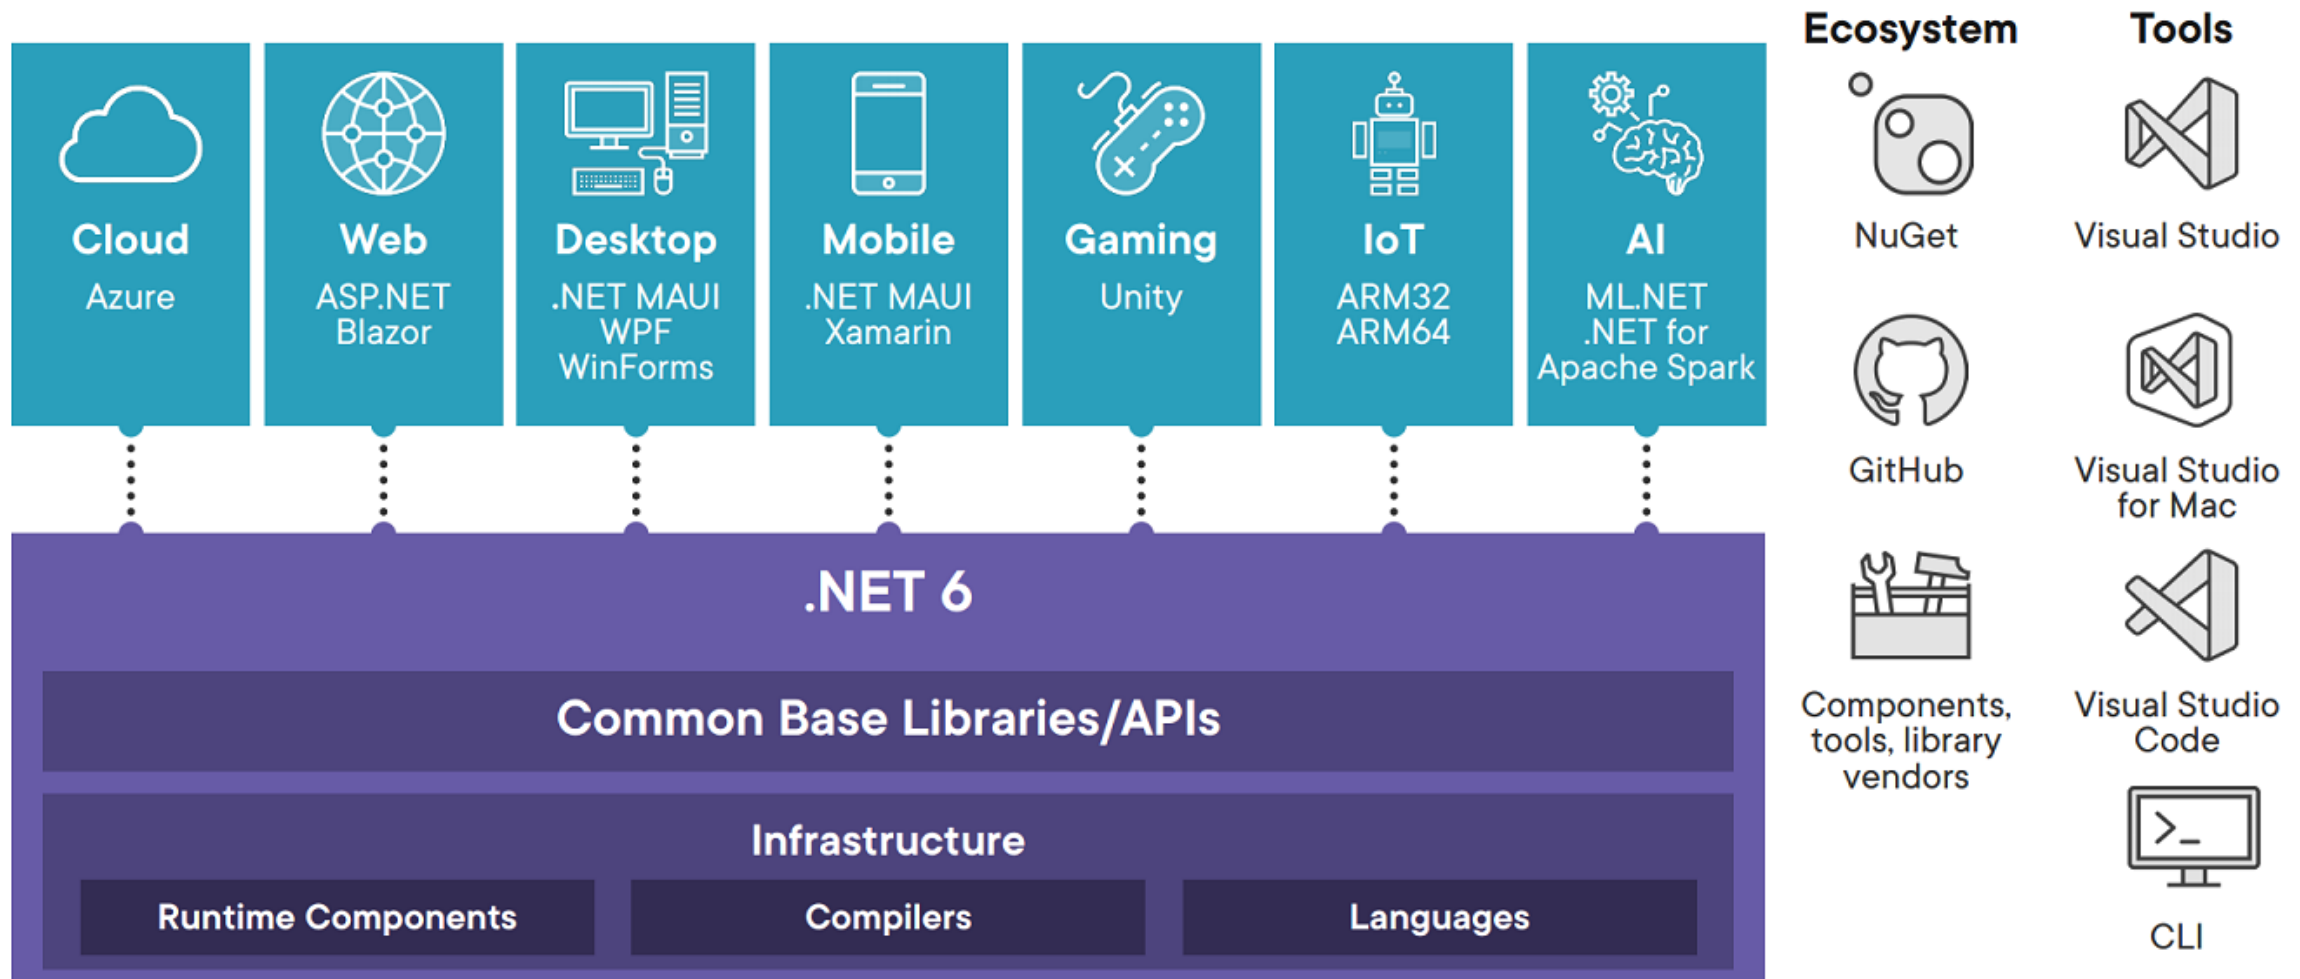 Ecosystem
Tools
Cloud
Azure
Web
ASP.NET
Blazor
Desktop
.NET MAUI
WPF
WinForms
Mobile
.NET MAUI
Xamarin
Gaming
Unity
IoT
ARM32
ARM64
AI
ML.NET
.NET for
Apache Spark
NuGet
Visual Studio
GitHub
Visual Studio
for Mac
Components,
tools, library
vendors
Visual Studio
Code
CLI
.NET 6
Common Base Libraries/APIs
Infrastructure
Runtime Components
Compilers
Languages